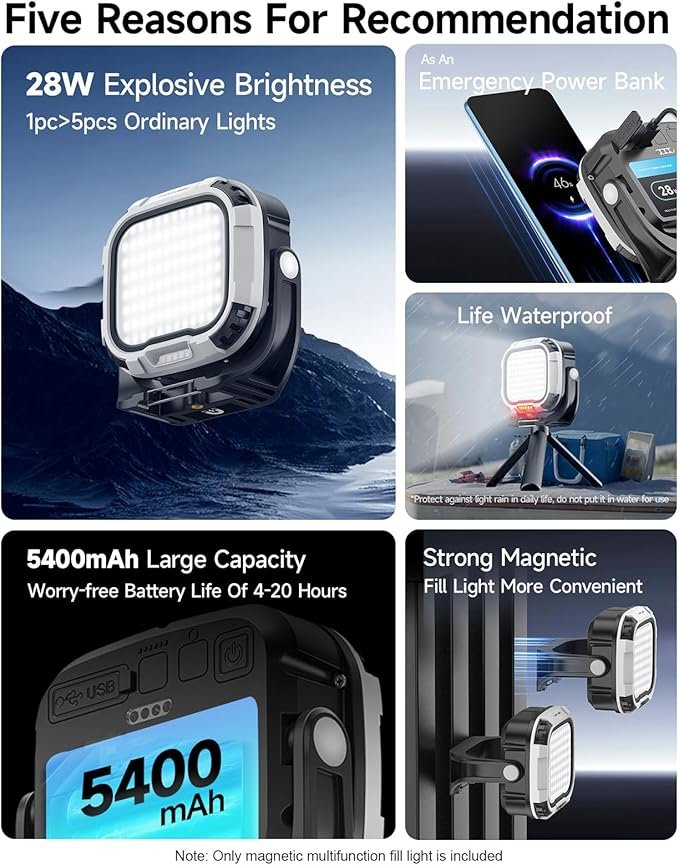 Five Reasons For Recommendation
28W Explosive Brightness
1pc>5pcs Ordinary Lights
As An
Emergency Power Bank
46%
28W
Life Waterproof
*Protect against light rain in daily life, do not put it in water for use
5400mAh Large Capacity
Worry-free Battery Life Of 4-20 Hours
USB
5400
mAh
Strong Magnetic
Fill Light More Convenient
Note: Only magnetic multifunction fill light is included